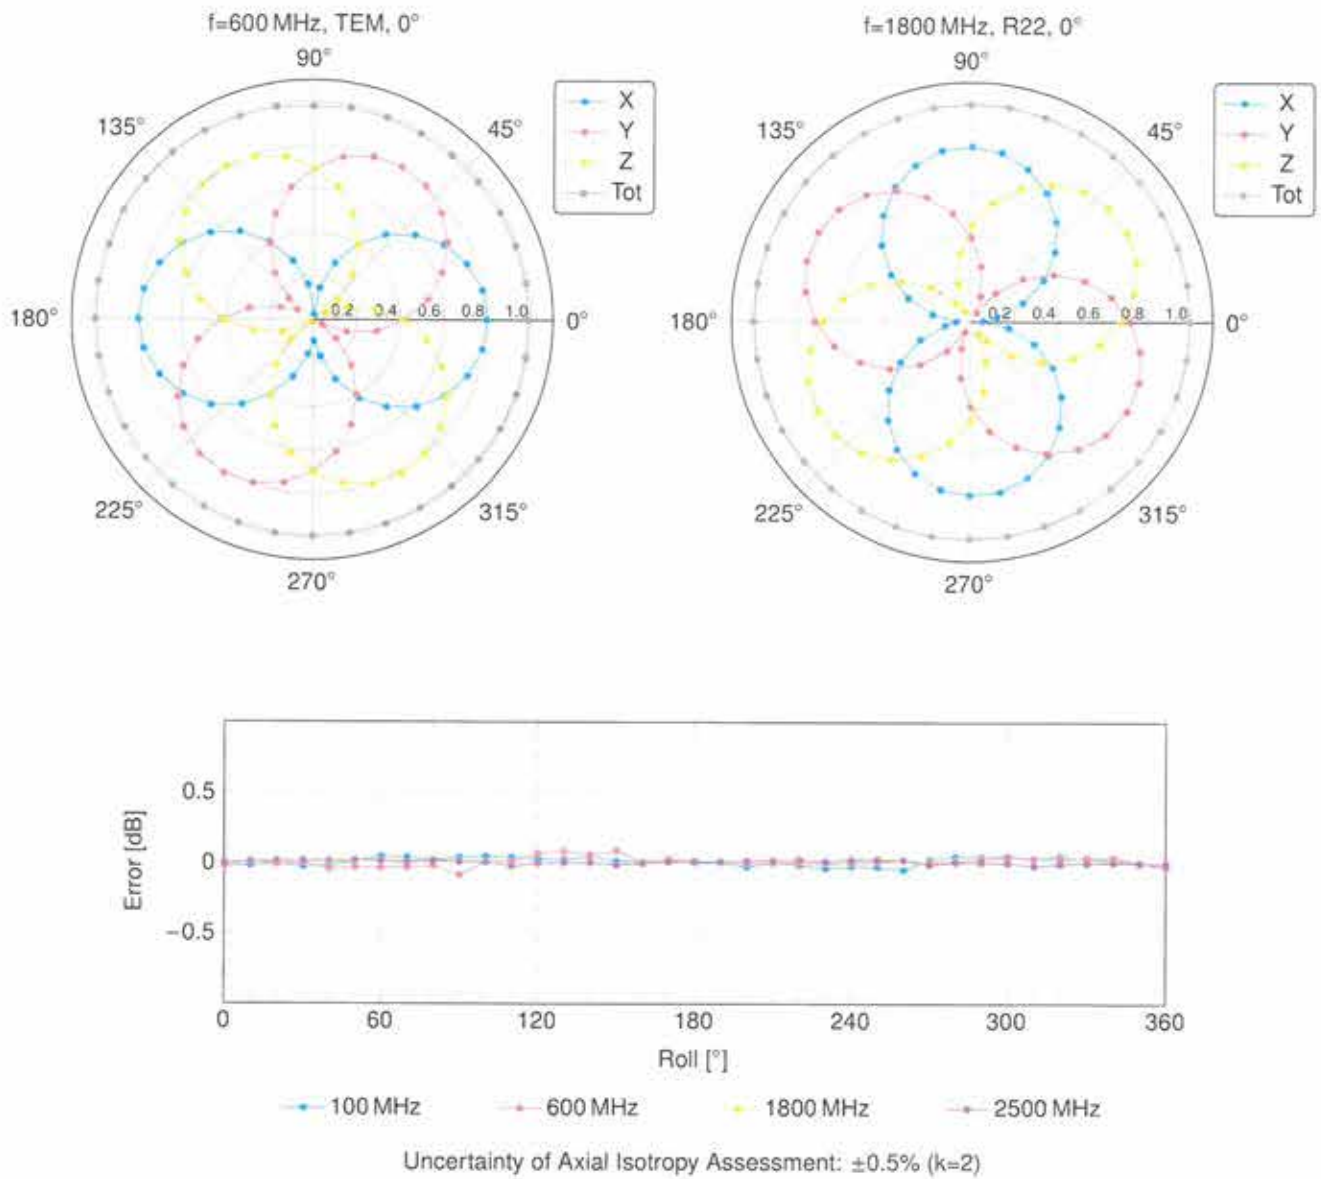 f=600 MHz, TEM, 0°
90°
135°
45°
180°
0.2 0.4 0.6 0.8 1.0
0°
225°
315°
270°
X
Y
Z
Tot
f=1800 MHz, R22, 0°
90°
135°
45°
180°
0.2 0.4 0.6 0.8 1.0
0°
225°
315°
270°
X
Y
Z
Tot
Error [dB]
0.5
0
−0.5
0 60 120 180 240 300 360
Roll [°]
100 MHz 600 MHz 1800 MHz 2500 MHz
Uncertainty of Axial Isotropy Assessment: ±0.5% (k=2)